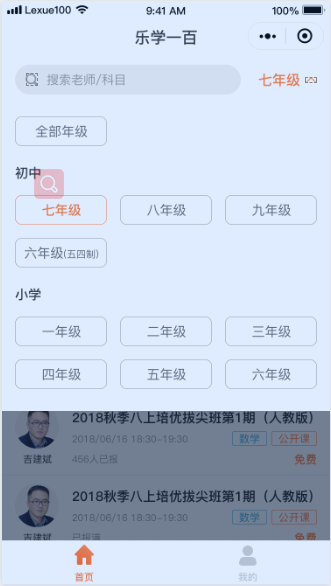 Lexue100 9:41 AM 100%
乐学一百
搜索老师/科目 七年级
全部年级
初中
七年级 八年级 九年级
六年级(五四制)
小学
一年级 二年级 三年级
四年级 五年级 六年级
2018秋季八上培优拔尖班第1期（人教版）
2018/06/16 18:30~19:30 数学 公开课
吉建斌 456人已报 免费
2018秋季八上培优拔尖班第1期（人教版）
2018/06/16 18:30~19:30 数学 公开课
吉建斌 已报满 免费
首页 我的